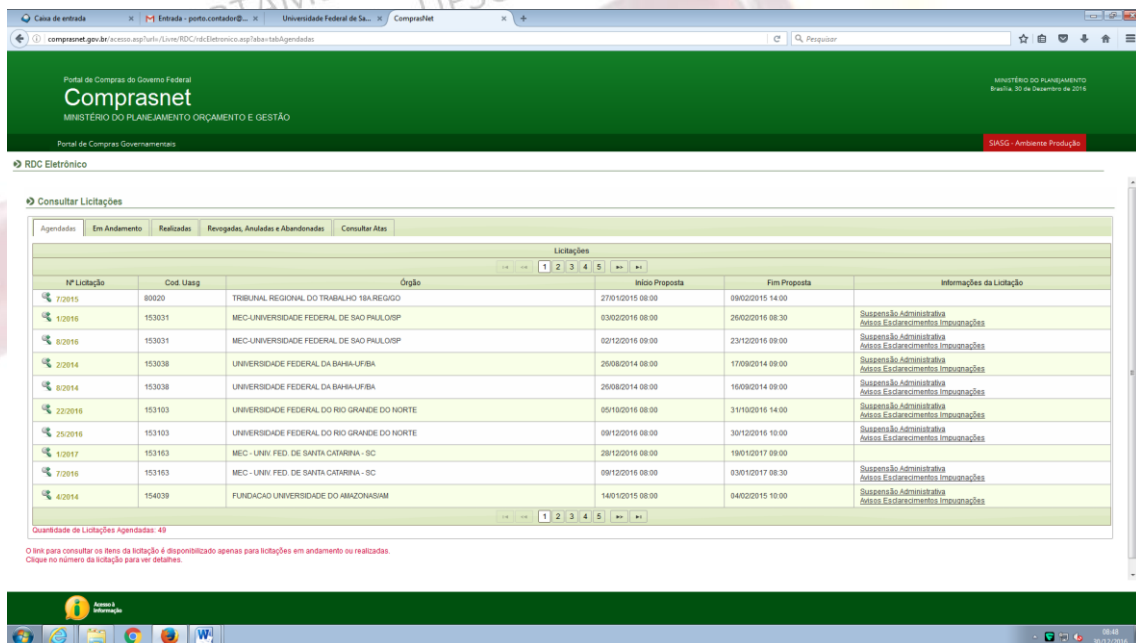 Caixa de entrada × Entrada - porto.contador@... × Universidade Federal de Sa... × ComprasNet × +
comprasnet.gov.br/acesso.asp?url=/Livre/RDC/rdcEletronico.asp?aba=tabAgendadas Pesquisar
Portal de Compras do Governo Federal
Comprasnet
MINISTÉRIO DO PLANEJAMENTO ORÇAMENTO E GESTÃO
MINISTÉRIO DO PLANEJAMENTO
Brasília, 30 de Dezembro de 2016
Portal de Compras Governamentais SIASG - Ambiente Produção
RDC Eletrônico
Consultar Licitações
Agendadas Em Andamento Realizadas Revogadas, Anuladas e Abandonadas Consultar Atas
Licitações
1 2 3 4 5
Nº Licitação Cod. Uasg Órgão Início Proposta Fim Proposta Informações da Licitação
7/2015 80020 TRIBUNAL REGIONAL DO TRABALHO 18A.REG/GO 27/01/2015 08:00 09/02/2015 14:00
1/2016 153031 MEC-UNIVERSIDADE FEDERAL DE SAO PAULO/SP 03/02/2016 08:00 26/02/2016 08:30 Suspensão Administrativa
Avisos Esclarecimentos Impugnações
8/2016 153031 MEC-UNIVERSIDADE FEDERAL DE SAO PAULO/SP 02/12/2016 09:00 23/12/2016 09:00 Suspensão Administrativa
Avisos Esclarecimentos Impugnações
2/2014 153038 UNIVERSIDADE FEDERAL DA BAHIA-UF/BA 26/08/2014 08:00 17/09/2014 09:00 Suspensão Administrativa
Avisos Esclarecimentos Impugnações
8/2014 153038 UNIVERSIDADE FEDERAL DA BAHIA-UF/BA 26/08/2014 08:00 16/09/2014 09:00 Suspensão Administrativa
Avisos Esclarecimentos Impugnações
22/2016 153103 UNIVERSIDADE FEDERAL DO RIO GRANDE DO NORTE 05/10/2016 08:00 31/10/2016 14:00 Suspensão Administrativa
Avisos Esclarecimentos Impugnações
25/2016 153103 UNIVERSIDADE FEDERAL DO RIO GRANDE DO NORTE 09/12/2016 08:00 30/12/2016 10:00 Suspensão Administrativa
Avisos Esclarecimentos Impugnações
1/2017 153163 MEC - UNIV. FED. DE SANTA CATARINA - SC 28/12/2016 08:00 19/01/2017 09:00
7/2016 153163 MEC - UNIV. FED. DE SANTA CATARINA - SC 09/12/2016 08:00 03/01/2017 08:30 Suspensão Administrativa
Avisos Esclarecimentos Impugnações
4/2014 154039 FUNDACAO UNIVERSIDADE DO AMAZONAS/AM 14/01/2015 08:00 04/02/2015 10:00 Suspensão Administrativa
Avisos Esclarecimentos Impugnações
1 2 3 4 5
Quantidade de Licitações Agendadas: 49
O link para consultar os itens da licitação é disponibilizado apenas para licitações em andamento ou realizadas.
Clique no número da licitação para ver detalhes.
Acesso à
Informação
08:48
30/12/2016